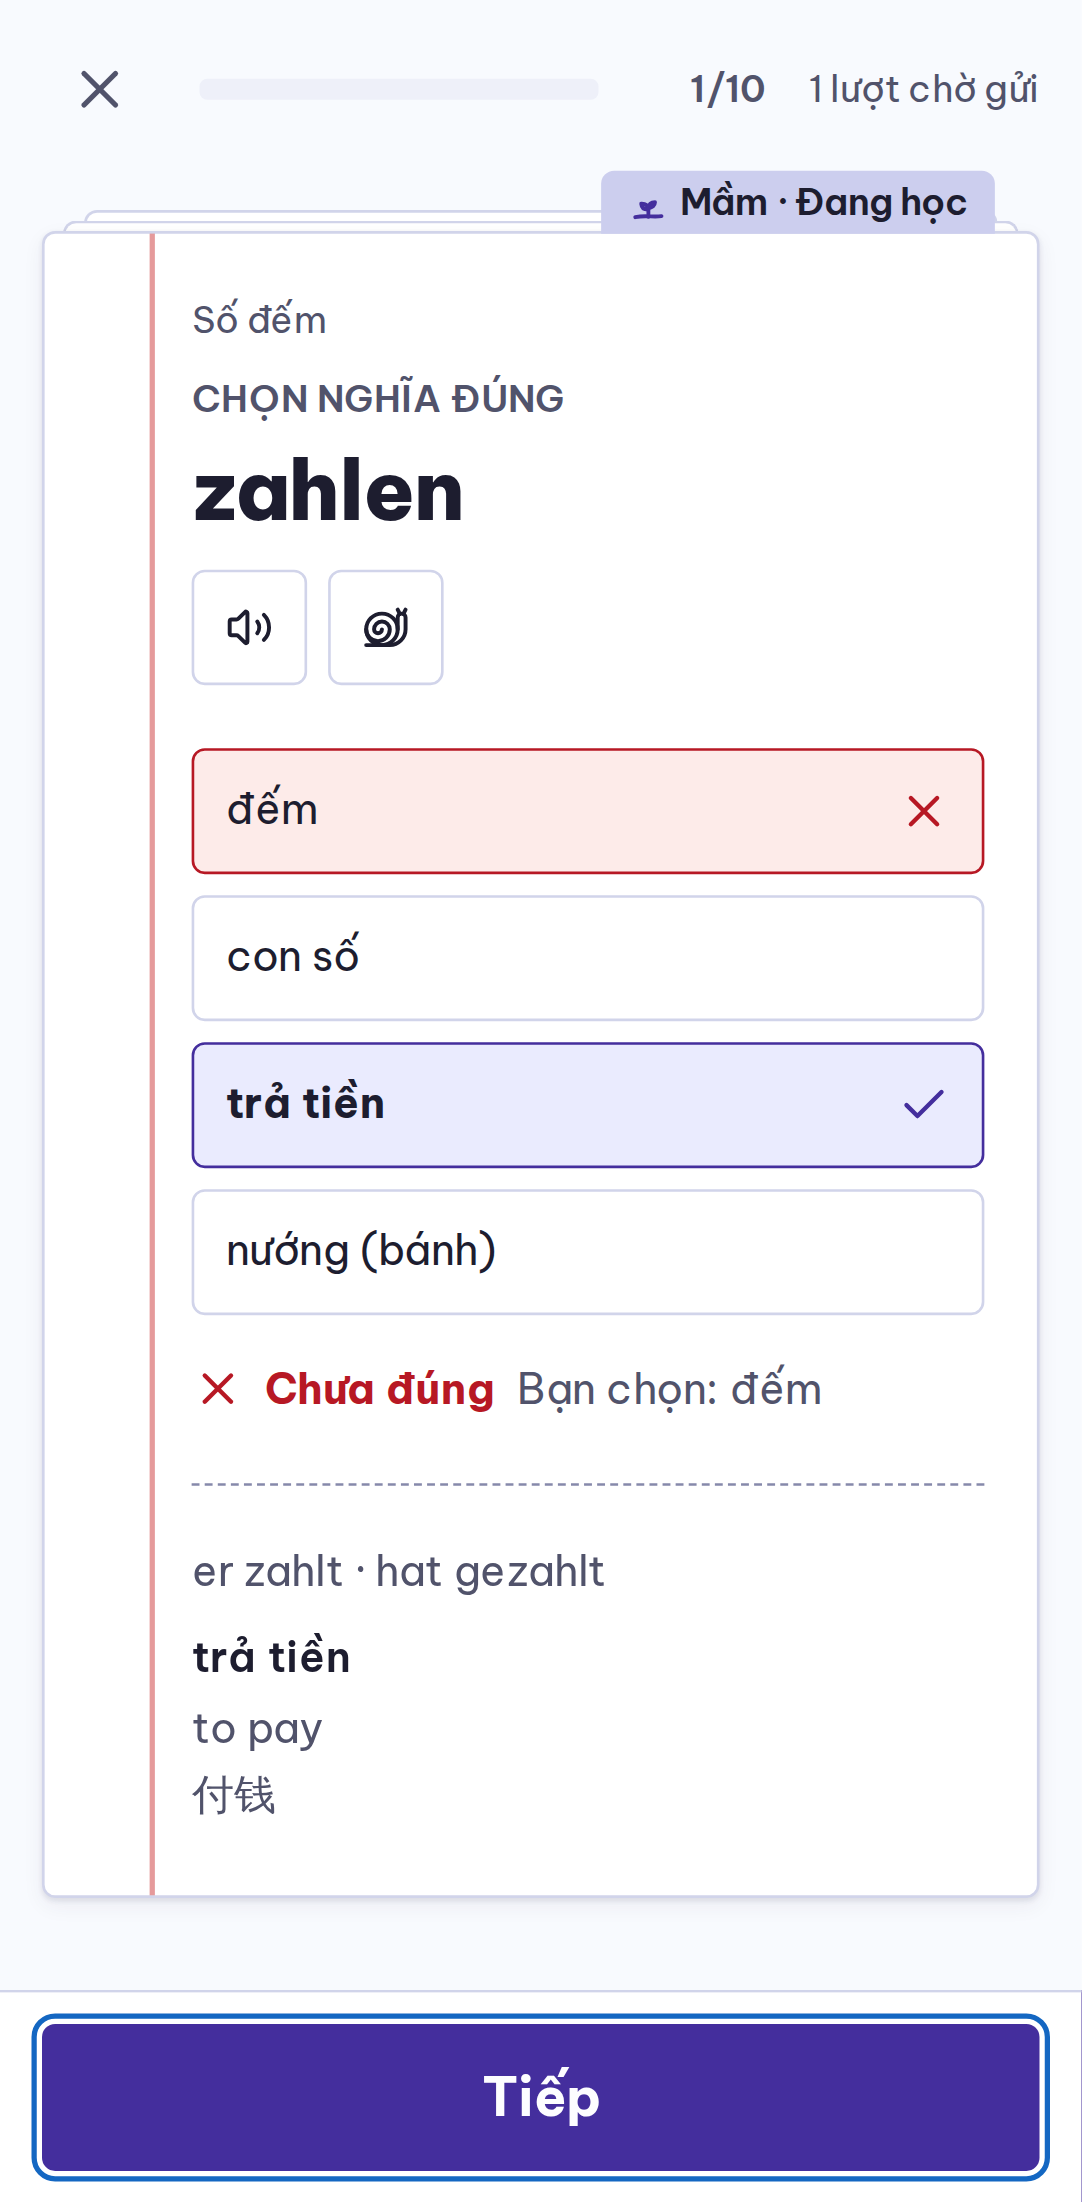 1/10 1 lượt chờ gửi
Mầm · Đang học
Số đếm
CHỌN NGHĨA ĐÚNG
zahlen
đếm
con số
trả tiền
nướng (bánh)
Chưa đúng Bạn chọn: đếm
er zahlt · hat gezahlt
trả tiền
to pay
付钱
Tiếp